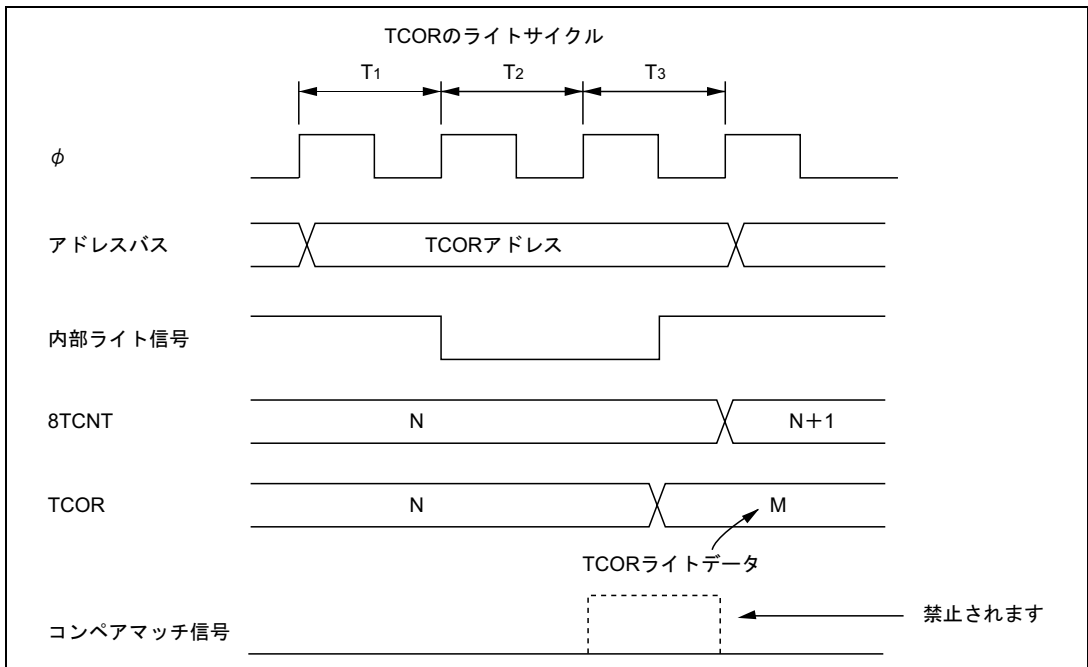 TCORのライトサイクル
T1 T2 T3
φ
アドレスバス TCORアドレス
内部ライト信号
8TCNT N N+1
TCOR N M
TCORライトデータ
コンペアマッチ信号 禁止されます